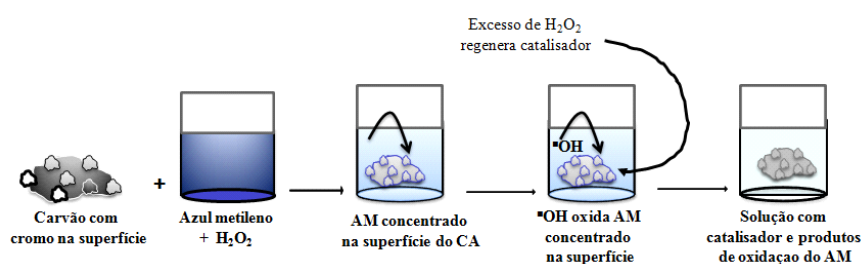 Excesso de H₂O₂
regenera catalisador
▪OH
+
Carvão com
cromo na superfície
Azul metileno
+ H₂O₂
AM concentrado
na superfície do CA
▪OH oxida AM
concentrado
na superfície
Solução com
catalisador e produtos
de oxidaçao do AM